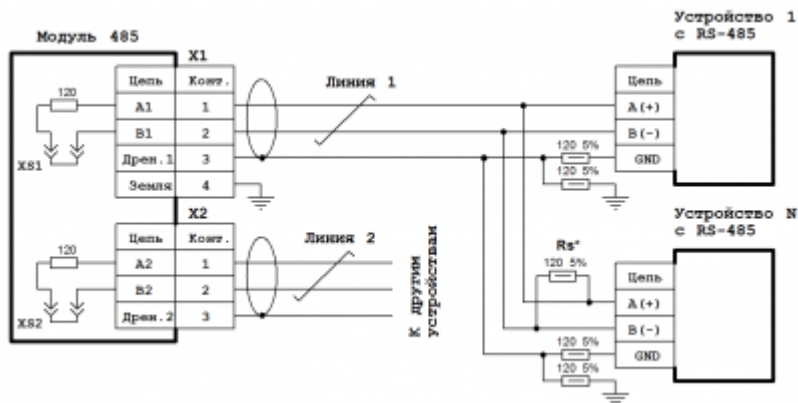 Модуль 485
X1
Цепь Конт.
120
A1 1
B1 2
Дрен.1 3
Земля 4
XS1
X2
Цепь Конт.
120
A2 1
B2 2
Дрен.2 3
XS2
Линия 1
Линия 2
К другим
устройствам
Устройство 1
с RS-485
Цепь
A(+)
B(-)
GND
120 5%
120 5%
Устройство N
с RS-485
Rs*
120 5%
Цепь
A(+)
B(-)
GND
120 5%
120 5%